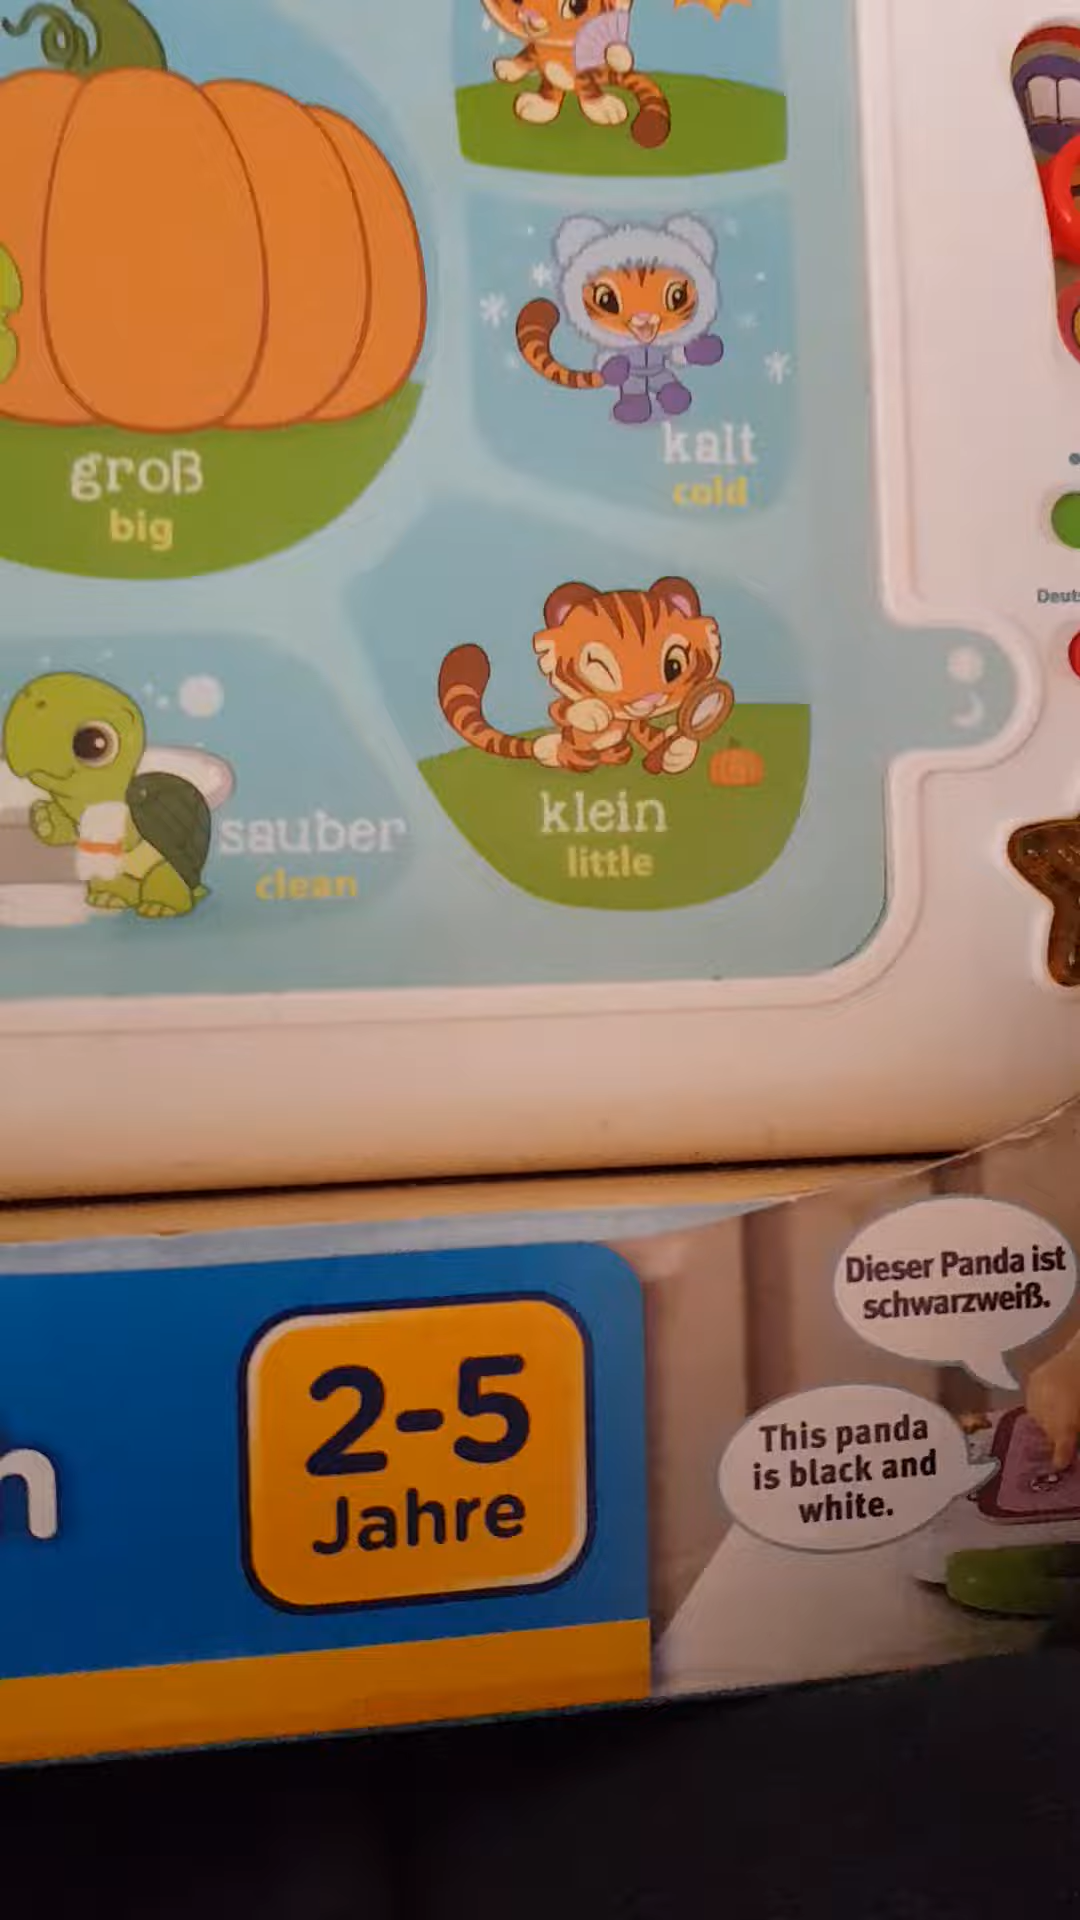 groß
big
kalt
cold
klein
little
sauber
clean
2-5
Jahre
Dieser Panda ist
schwarzweiß.
This panda
is black and
white.